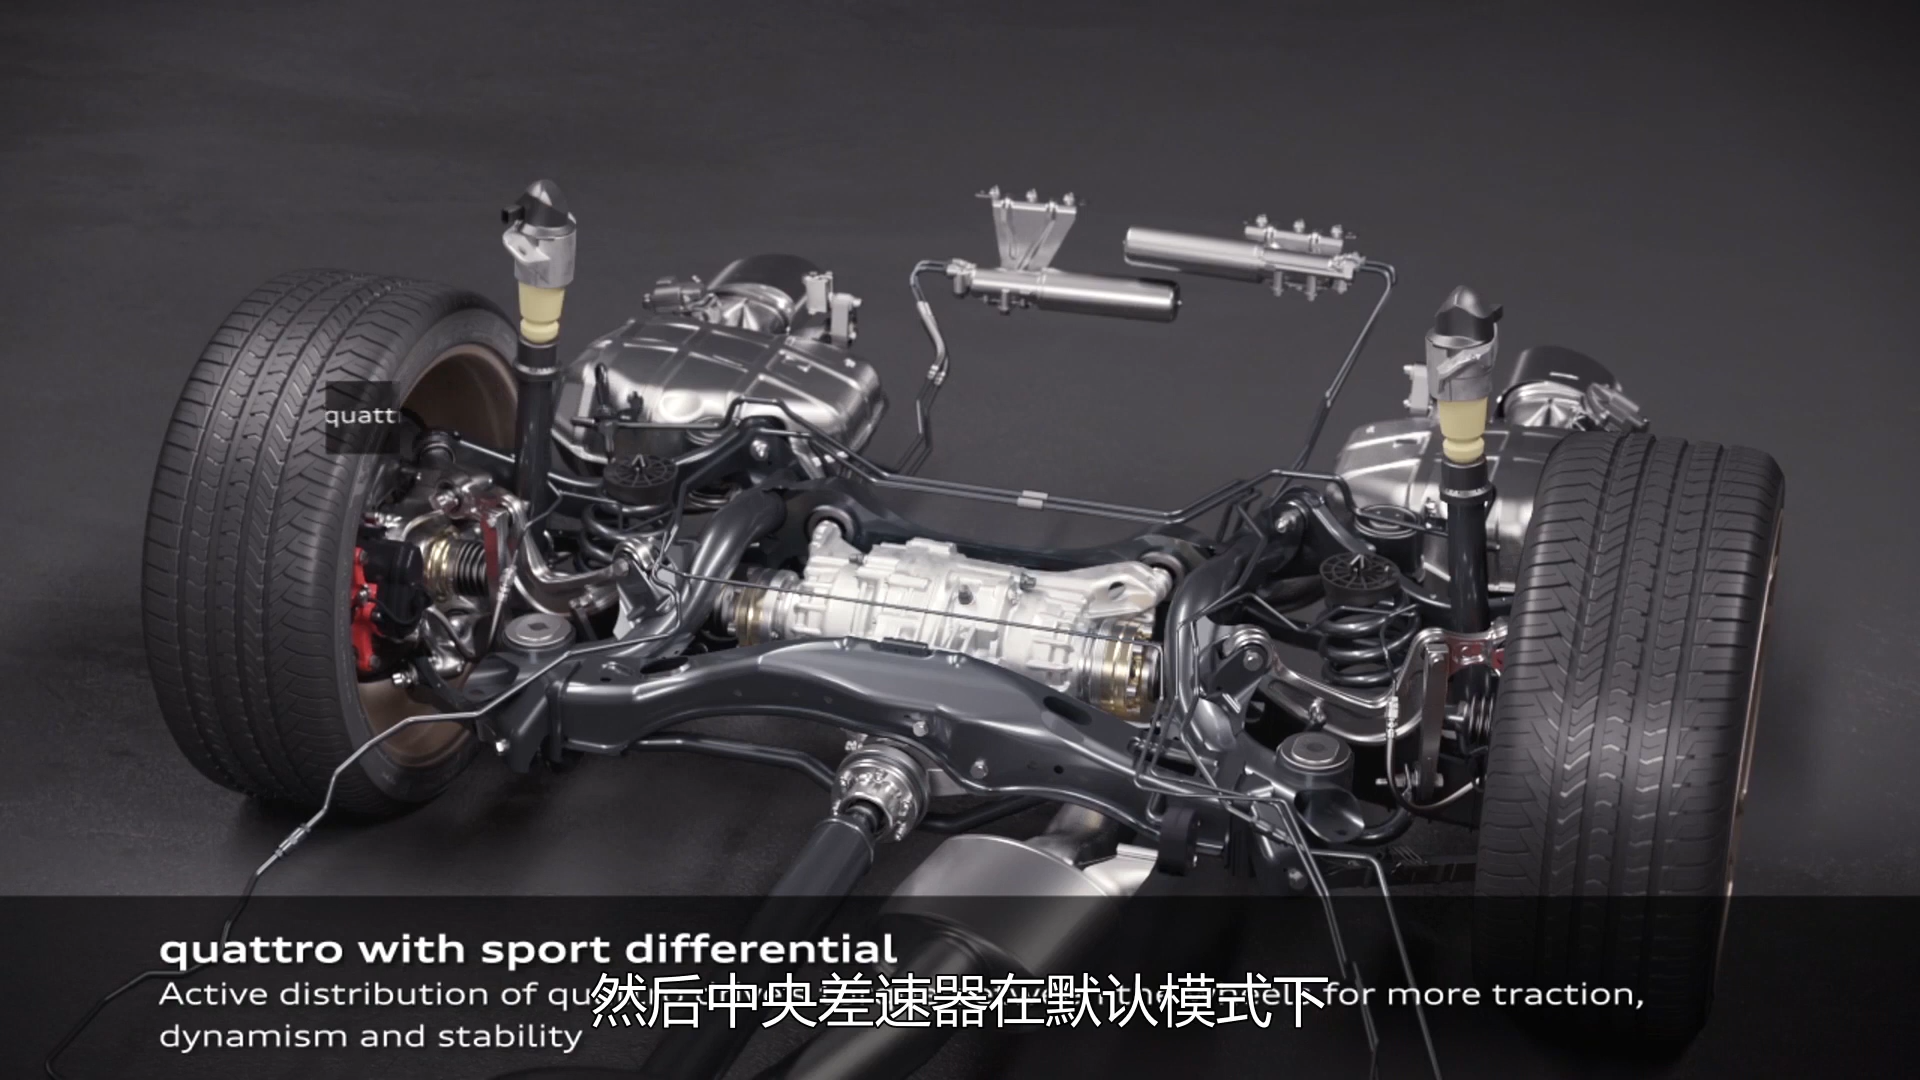 quatt
quattro with sport differential
Active distribution of qu for more traction,
然后中央差速器在默认模式下
dynamism and stability